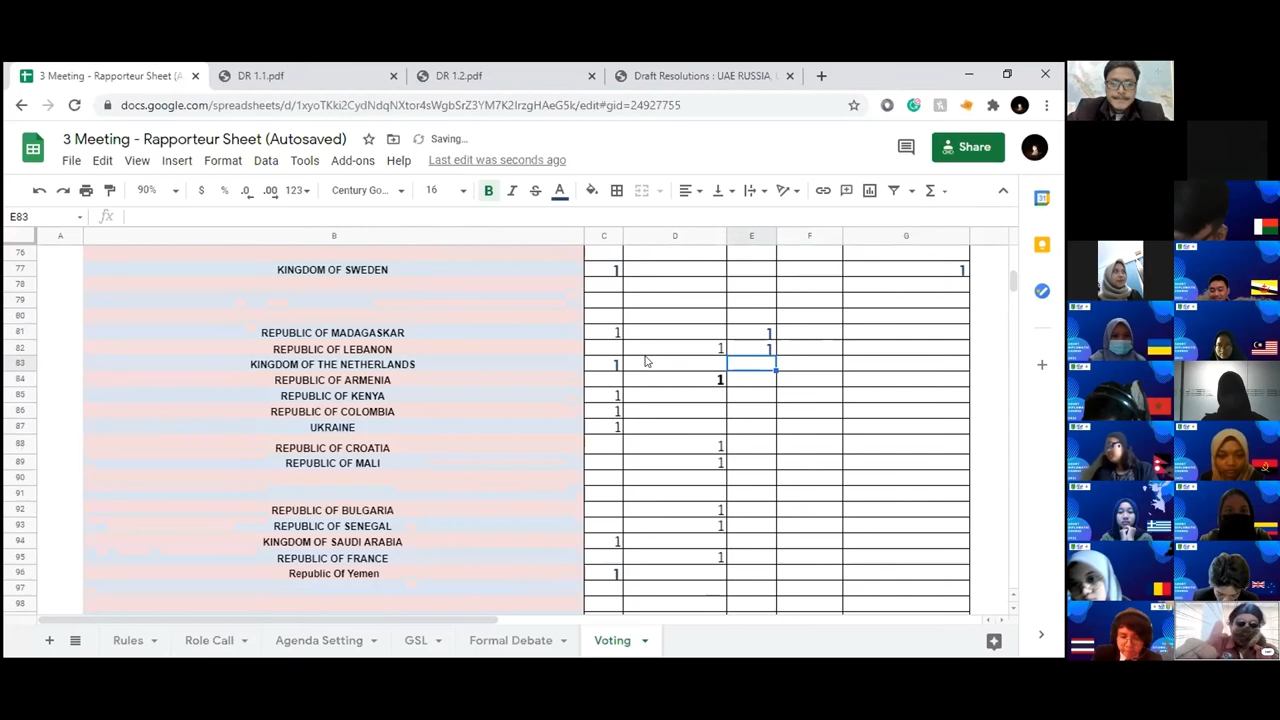 3 Meeting - Rapporteur Sheet (A
DR 1.1.pdf
DR 1.2.pdf
Draft Resolutions : UAE RUSSIA, U
docs.google.com/spreadsheets/d/1xyoTKki2CydNdqNXtor4sWgbSrZ3YM7K2IrzgHAeG5k/edit#gid=24927755
3 Meeting - Rapporteur Sheet (Autosaved)
Saving...
File Edit View Insert Format Data Tools Add-ons Help Last edit was seconds ago
Share
90% $ % .0 .00 123 Century Go... 16 B I S A
E83 fx
A B C D E F G
76
77 KINGDOM OF SWEDEN 1 1
78
79
80
81 REPUBLIC OF MADAGASKAR 1 1
82 REPUBLIC OF LEBANON 1 1
83 KINGDOM OF THE NETHERLANDS 1
84 REPUBLIC OF ARMENIA 1
85 REPUBLIC OF KENYA 1
86 REPUBLIC OF COLOMBIA 1
87 UKRAINE 1
88 REPUBLIC OF CROATIA 1
89 REPUBLIC OF MALI 1
90
91
92 REPUBLIC OF BULGARIA 1
93 REPUBLIC OF SENEGAL 1
94 KINGDOM OF SAUDI ARABIA 1
95 REPUBLIC OF FRANCE 1
96 Republic Of Yemen 1
97
98
Rules Role Call Agenda Setting GSL Formal Debate Voting
31